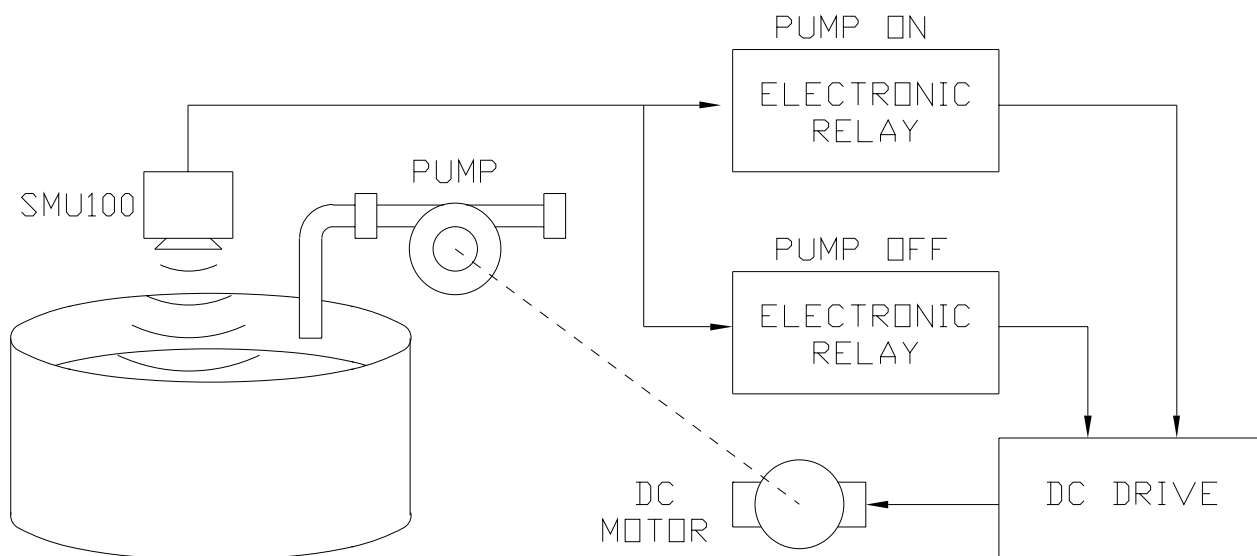 PUMP ON
ELECTRONIC
RELAY
PUMP
SMU100
PUMP OFF
ELECTRONIC
RELAY
DC
MOTOR
DC DRIVE